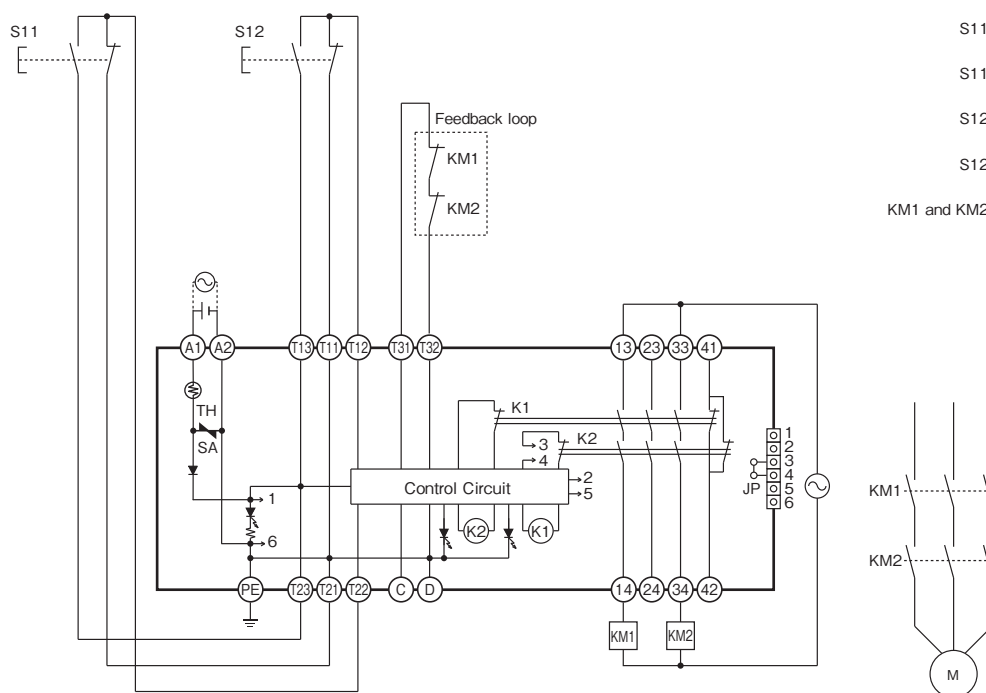 S11
S12
S11
S11
S12
S12
KM1 and KM2
Feedback loop
KM1
KM2
A1 A2 T13 T11 T12 T31 T32 13 23 33 41
TH
SA
K1
K2
3
4
Control Circuit
2
5
1
6
K2
K1
JP
1
2
3
4
5
6
PE T23 T21 T22 C D 14 24 34 42
KM1
KM2
KM1
KM2
M